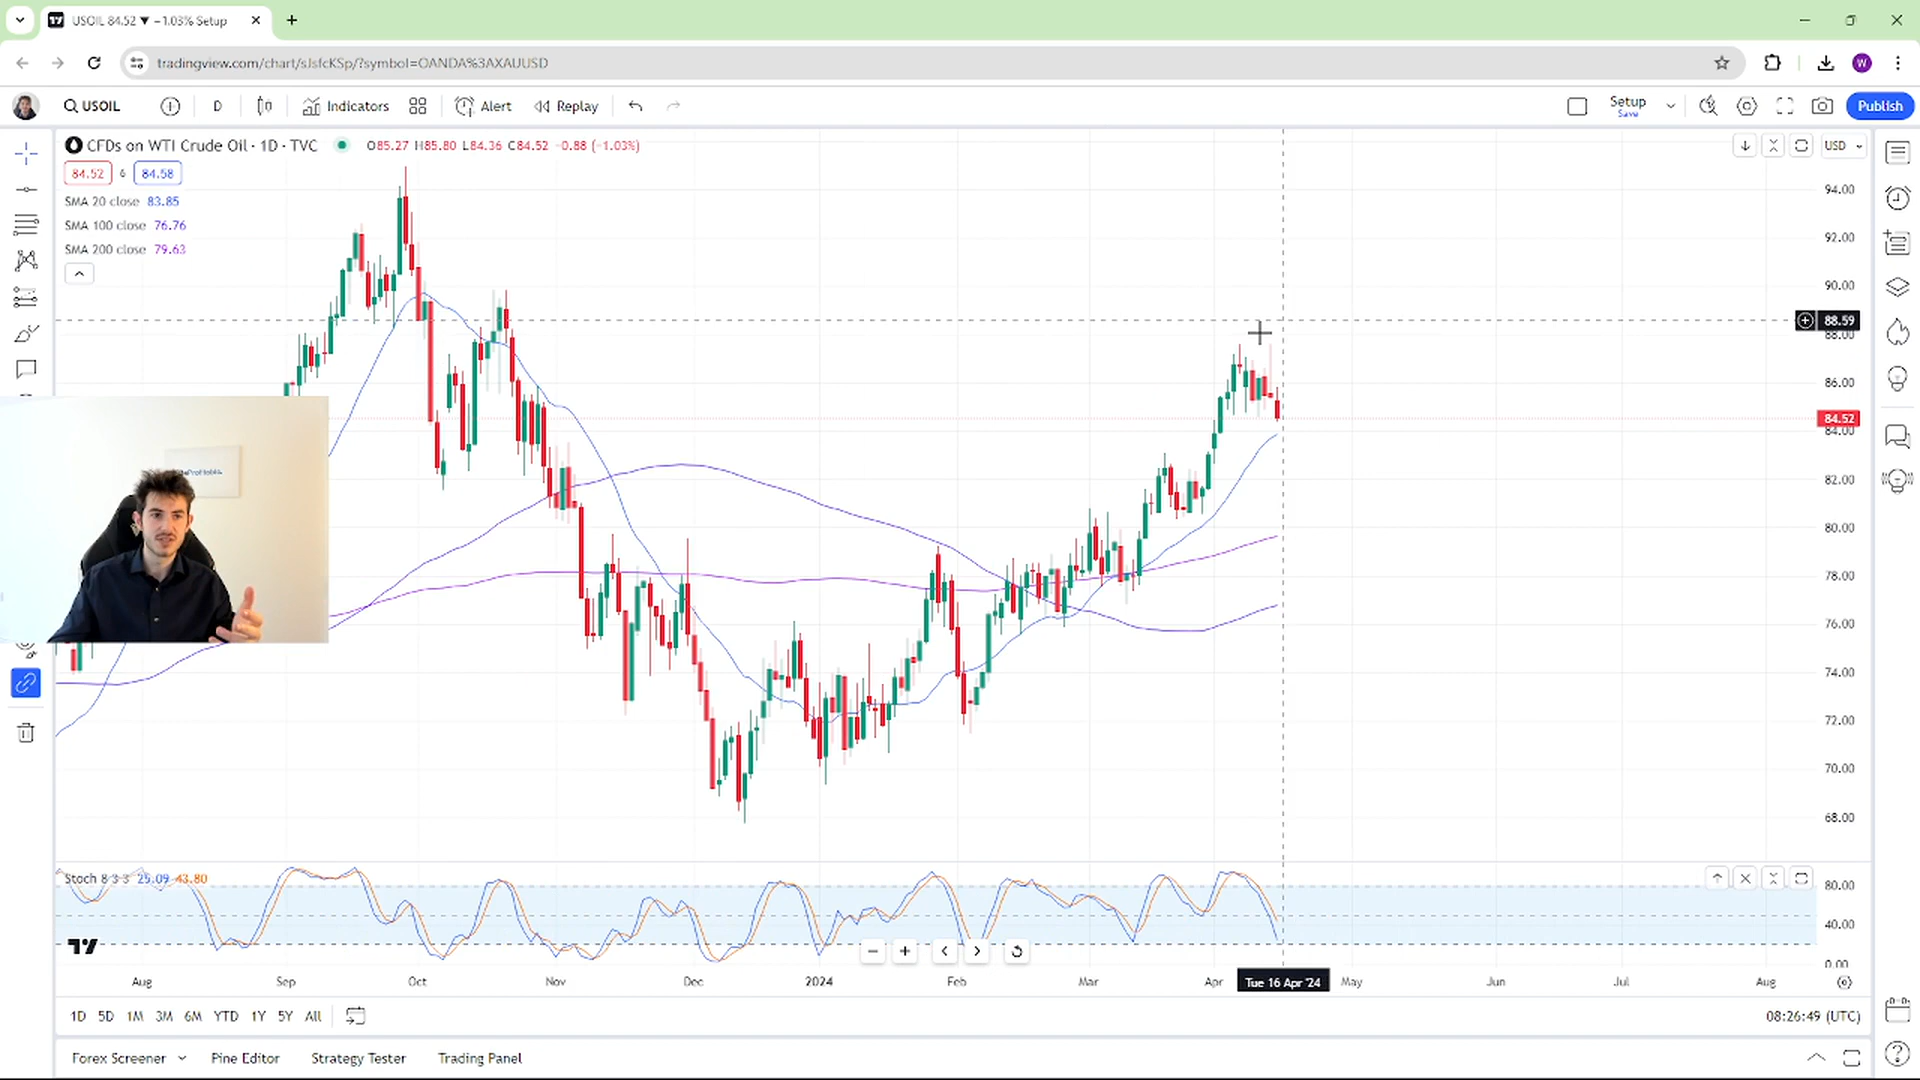 USOIL 84.52 ▼ −1.03% Setup
tradingview.com/chart/sJsfcKSp/?symbol=OANDA%3AXAUUSD
W
USOIL
D
Indicators
Alert
Replay
Setup
Save
Publish
CFDs on WTI Crude Oil · 1D · TVC
O85.27 H85.80 L84.36 C84.52 −0.88 (−1.03%)
USD
84.52
6
84.58
SMA 20 close 83.85
SMA 100 close 76.76
SMA 200 close 79.63
94.00
92.00
90.00
88.59
88.00
86.00
84.52
84.00
82.00
80.00
78.00
76.00
74.00
72.00
70.00
68.00
Stoch 8 3 3 25.09 43.80
80.00
40.00
0.00
Aug
Sep
Oct
Nov
Dec
2024
Feb
Mar
Apr
Tue 16 Apr '24
May
Jun
Jul
Aug
1D
5D
1M
3M
6M
YTD
1Y
5Y
All
08:26:49 (UTC)
Forex Screener
Pine Editor
Strategy Tester
Trading Panel